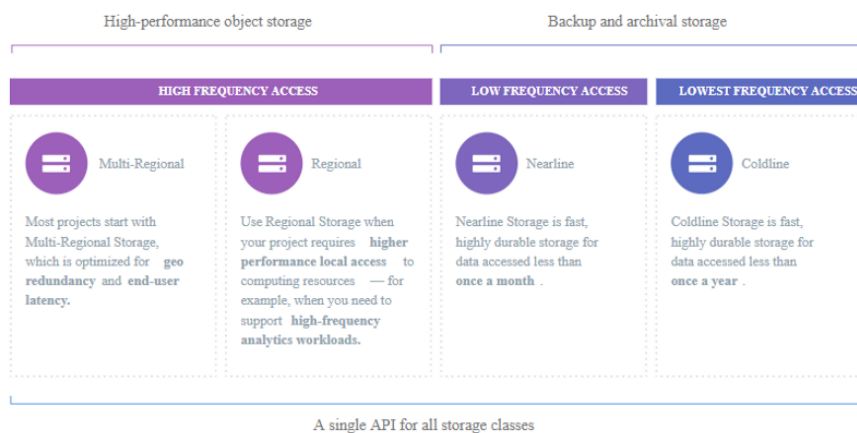 High-performance object storage
Backup and archival storage
HIGH FREQUENCY ACCESS
LOW FREQUENCY ACCESS
LOWEST FREQUENCY ACCESS
Multi-Regional
Most projects start with
Multi-Regional Storage,
which is optimized for geo
redundancy and end-user
latency.
Regional
Use Regional Storage when
your project requires higher
performance local access to
computing resources — for
example, when you need to
support high-frequency
analytics workloads.
Nearline
Nearline Storage is fast,
highly durable storage for
data accessed less than
once a month .
Coldline
Coldline Storage is fast,
highly durable storage for
data accessed less than
once a year .
A single API for all storage classes